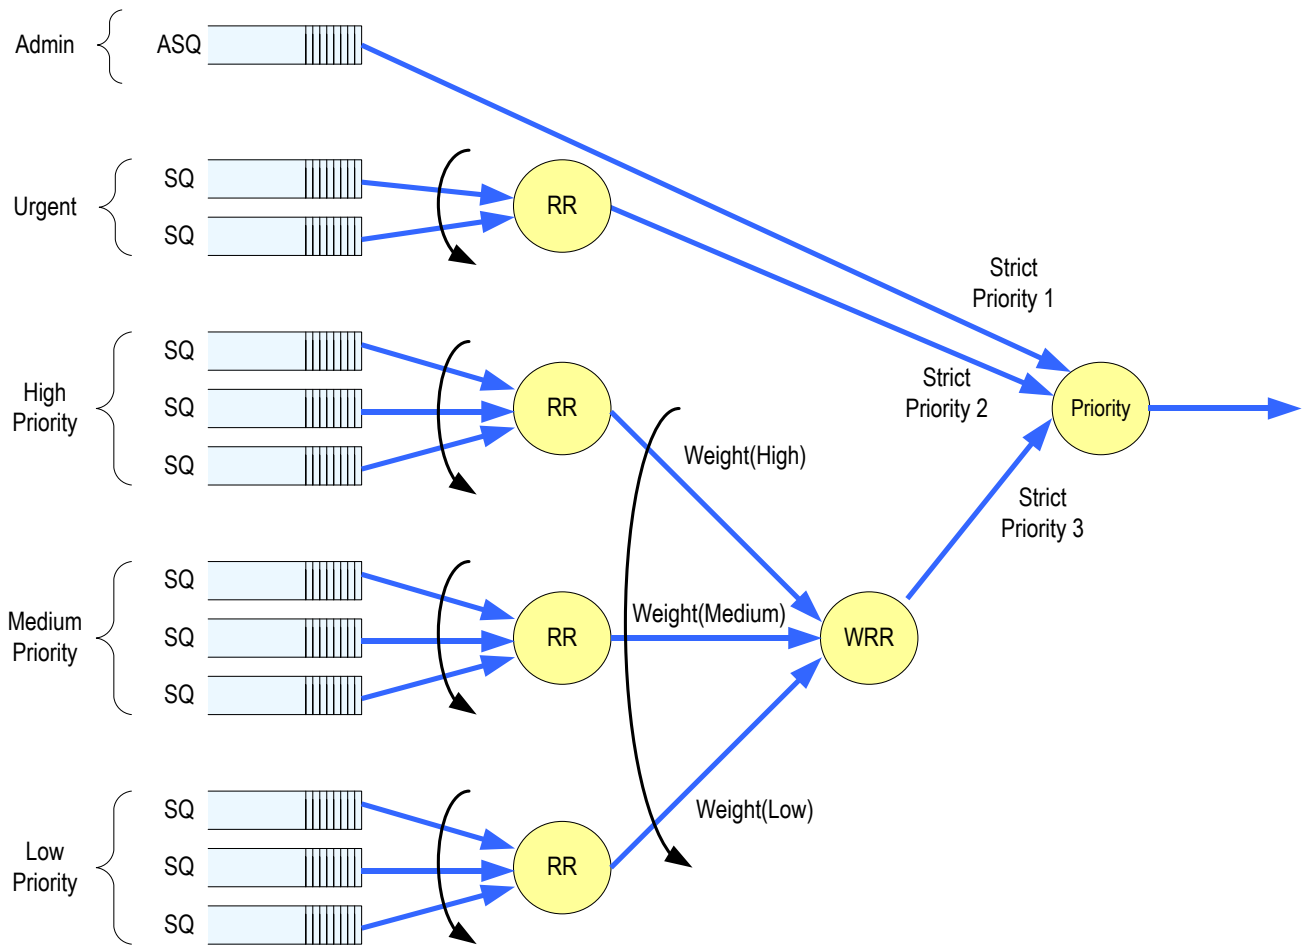 Admin
ASQ
Urgent
SQ
SQ
RR
Strict
Priority 1
High
Priority
SQ
SQ
SQ
RR
Strict
Priority 2
Priority
Weight(High)
Strict
Priority 3
Medium
Priority
SQ
SQ
SQ
RR
Weight(Medium)
WRR
Low
Priority
SQ
SQ
SQ
RR
Weight(Low)